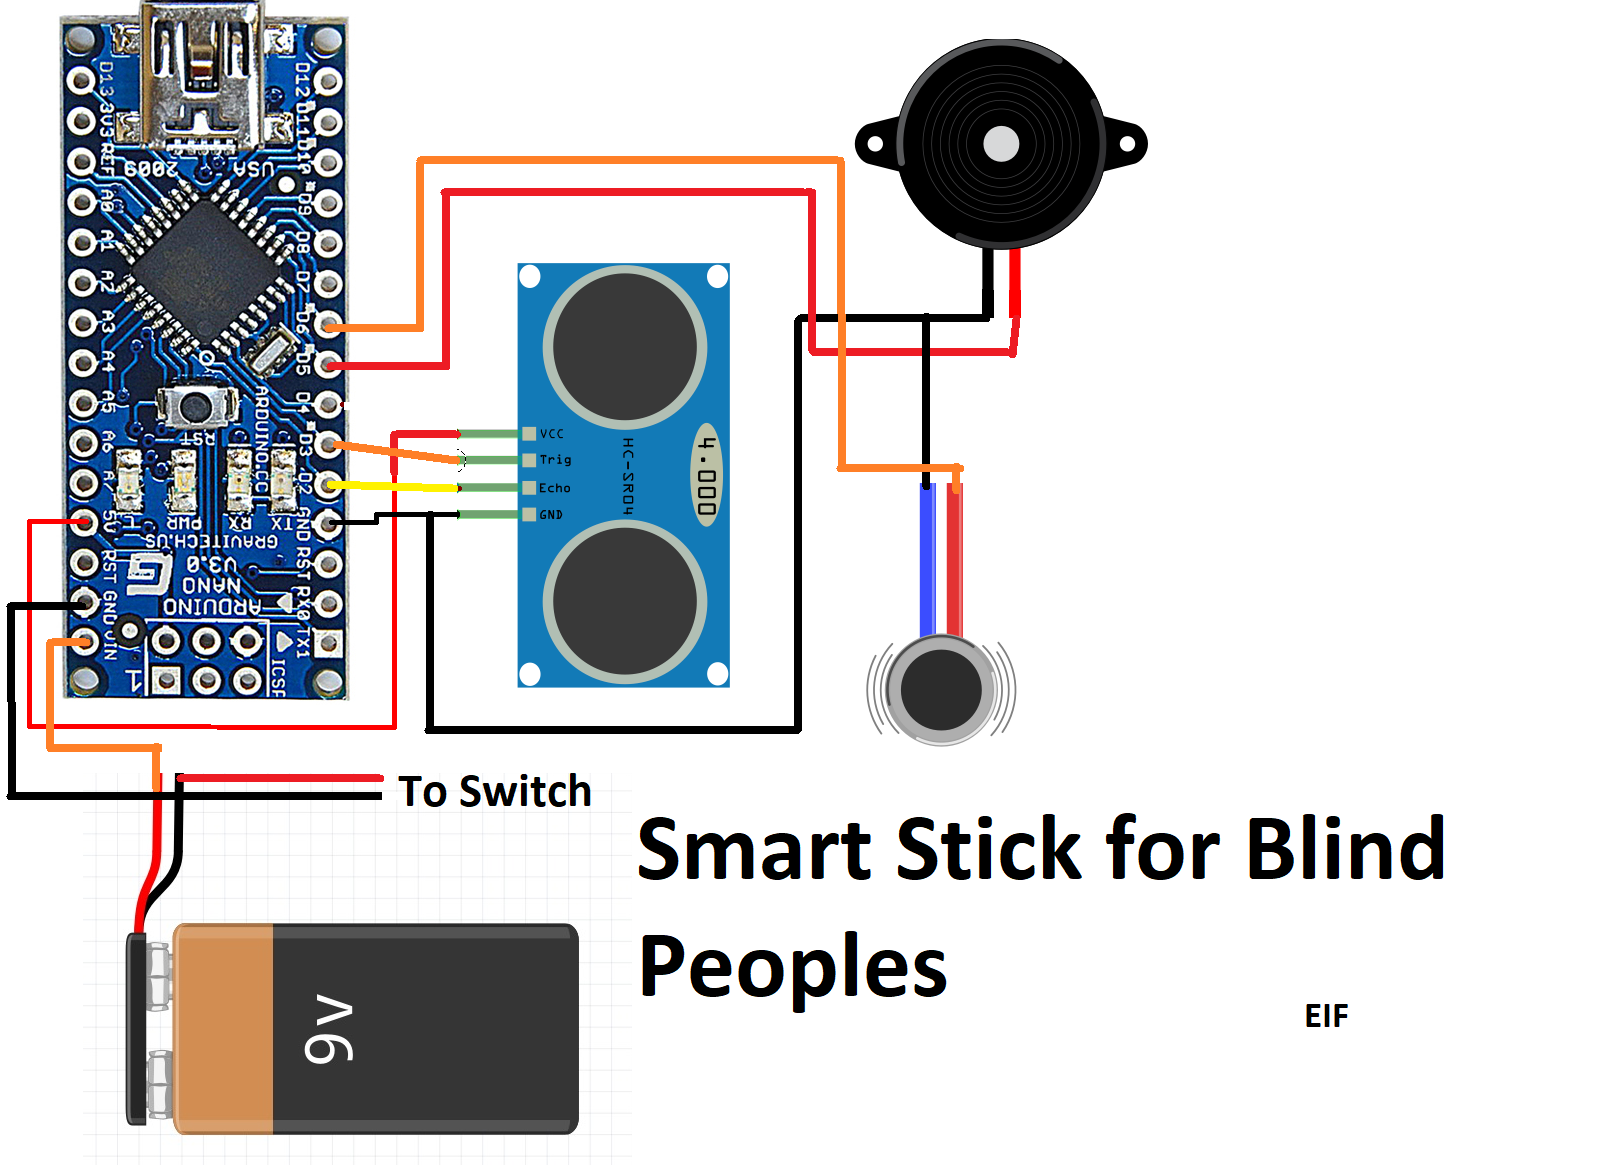 D13
3V3
REF
A0
A1
A2
A3
A4
A5
A6
A7
5V
RST
GND
VIN
D12
D11
D10
D9
D8
D7
D6
D5
D4
D3
D2
GND
RST
RX0
TX1
USA
2009
RST
ARDUINO.CC
TX
RX
PWR
L
GRAVITECH.US
V3.0
NANO
ARDUINO
ICSP
1
VCC
Trig
Echo
GND
HC-SR04
4.000
To Switch
9v
Smart Stick for Blind
Peoples
EIF